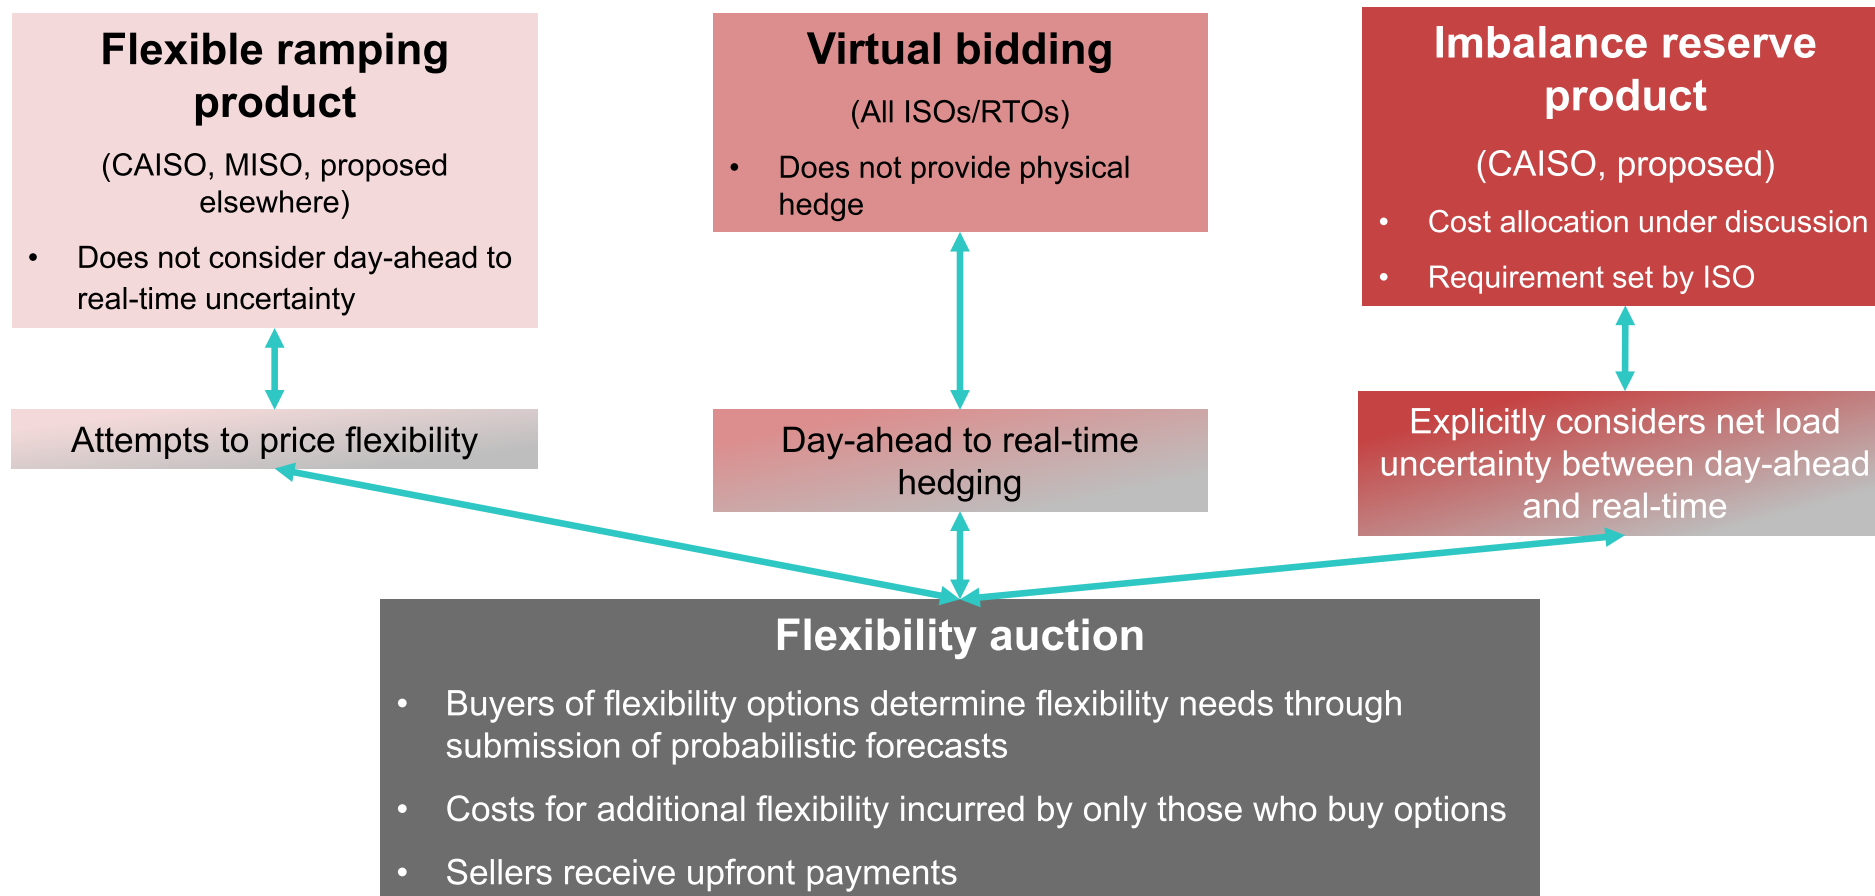 Flexible ramping
product
(CAISO, MISO, proposed
elsewhere)
• Does not consider day-ahead to
real-time uncertainty
Virtual bidding
(All ISOs/RTOs)
• Does not provide physical
hedge
Imbalance reserve
product
(CAISO, proposed)
• Cost allocation under discussion
• Requirement set by ISO
Attempts to price flexibility
Day-ahead to real-time
hedging
Explicitly considers net load
uncertainty between day-ahead
and real-time
Flexibility auction
• Buyers of flexibility options determine flexibility needs through
submission of probabilistic forecasts
• Costs for additional flexibility incurred by only those who buy options
• Sellers receive upfront payments